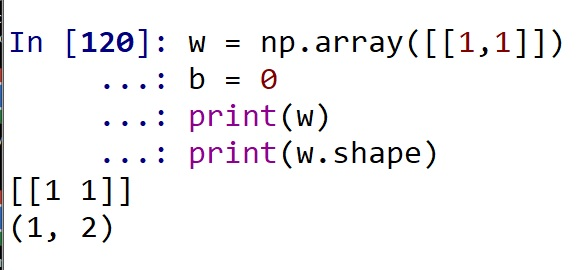 In [120]: w = np.array([[1,1]])
...: b = 0
...: print(w)
...: print(w.shape)
[[1 1]]
(1, 2)